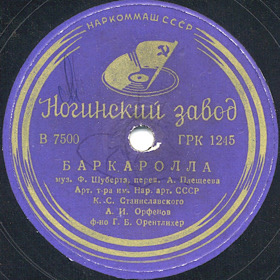 НАРКОММАШ СССР
Ногинский завод
В 7500 ГРК 1245
БАРКАРОЛЛА
муз. Ф. Шуберта, перев. А. Плещеева
Арт. т-ра им. Нар. арт. СССР
К. С. Станиславского
А. И. Орфенов
ф-но Г. Б. Орентлихер